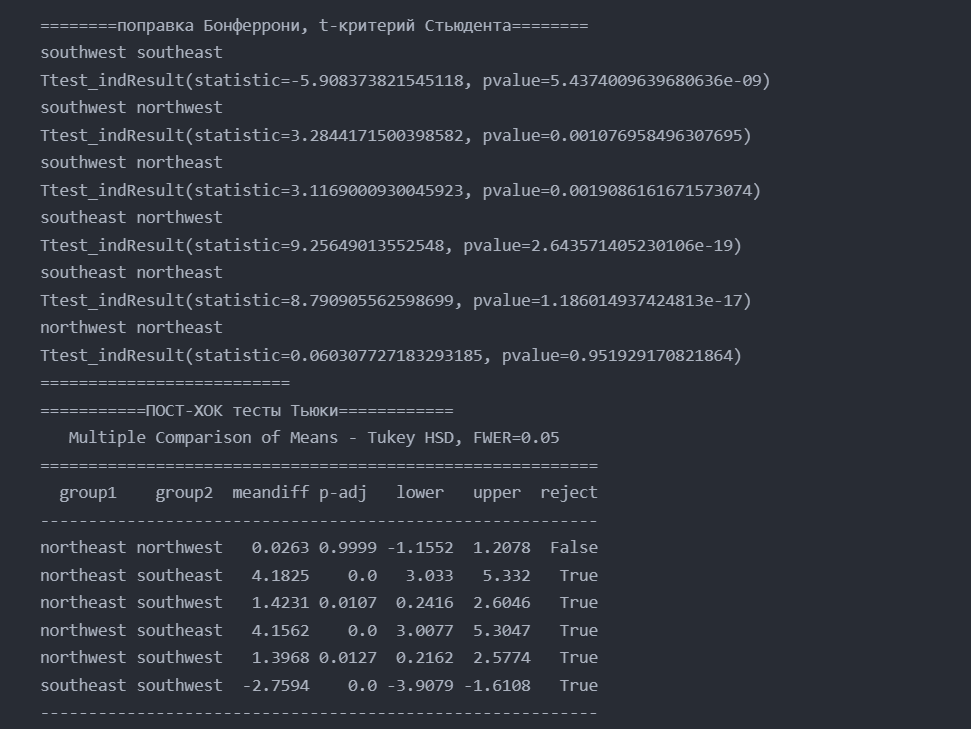 ========поправка Бонферрони, t-критерий Стьюдента========
southwest southeast
Ttest_indResult(statistic=-5.908373821545118, pvalue=5.4374009639680636e-09)
southwest northwest
Ttest_indResult(statistic=3.2844171500398582, pvalue=0.001076958496307695)
southwest northeast
Ttest_indResult(statistic=3.1169000930045923, pvalue=0.0019086161671573074)
southeast northwest
Ttest_indResult(statistic=9.25649013552548, pvalue=2.643571405230106e-19)
southeast northeast
Ttest_indResult(statistic=8.790905562598699, pvalue=1.186014937424813e-17)
northwest northeast
Ttest_indResult(statistic=0.060307727183293185, pvalue=0.951929170821864)
==========================
===========ПОСТ-ХОК тесты Тьюки============
Multiple Comparison of Means - Tukey HSD, FWER=0.05
==========================================================
group1 group2 meandiff p-adj lower upper reject
----------------------------------------------------------
northeast northwest 0.0263 0.9999 -1.1552 1.2078 False
northeast southeast 4.1825 0.0 3.033 5.332 True
northeast southwest 1.4231 0.0107 0.2416 2.6046 True
northwest southeast 4.1562 0.0 3.0077 5.3047 True
northwest southwest 1.3968 0.0127 0.2162 2.5774 True
southeast southwest -2.7594 0.0 -3.9079 -1.6108 True
----------------------------------------------------------